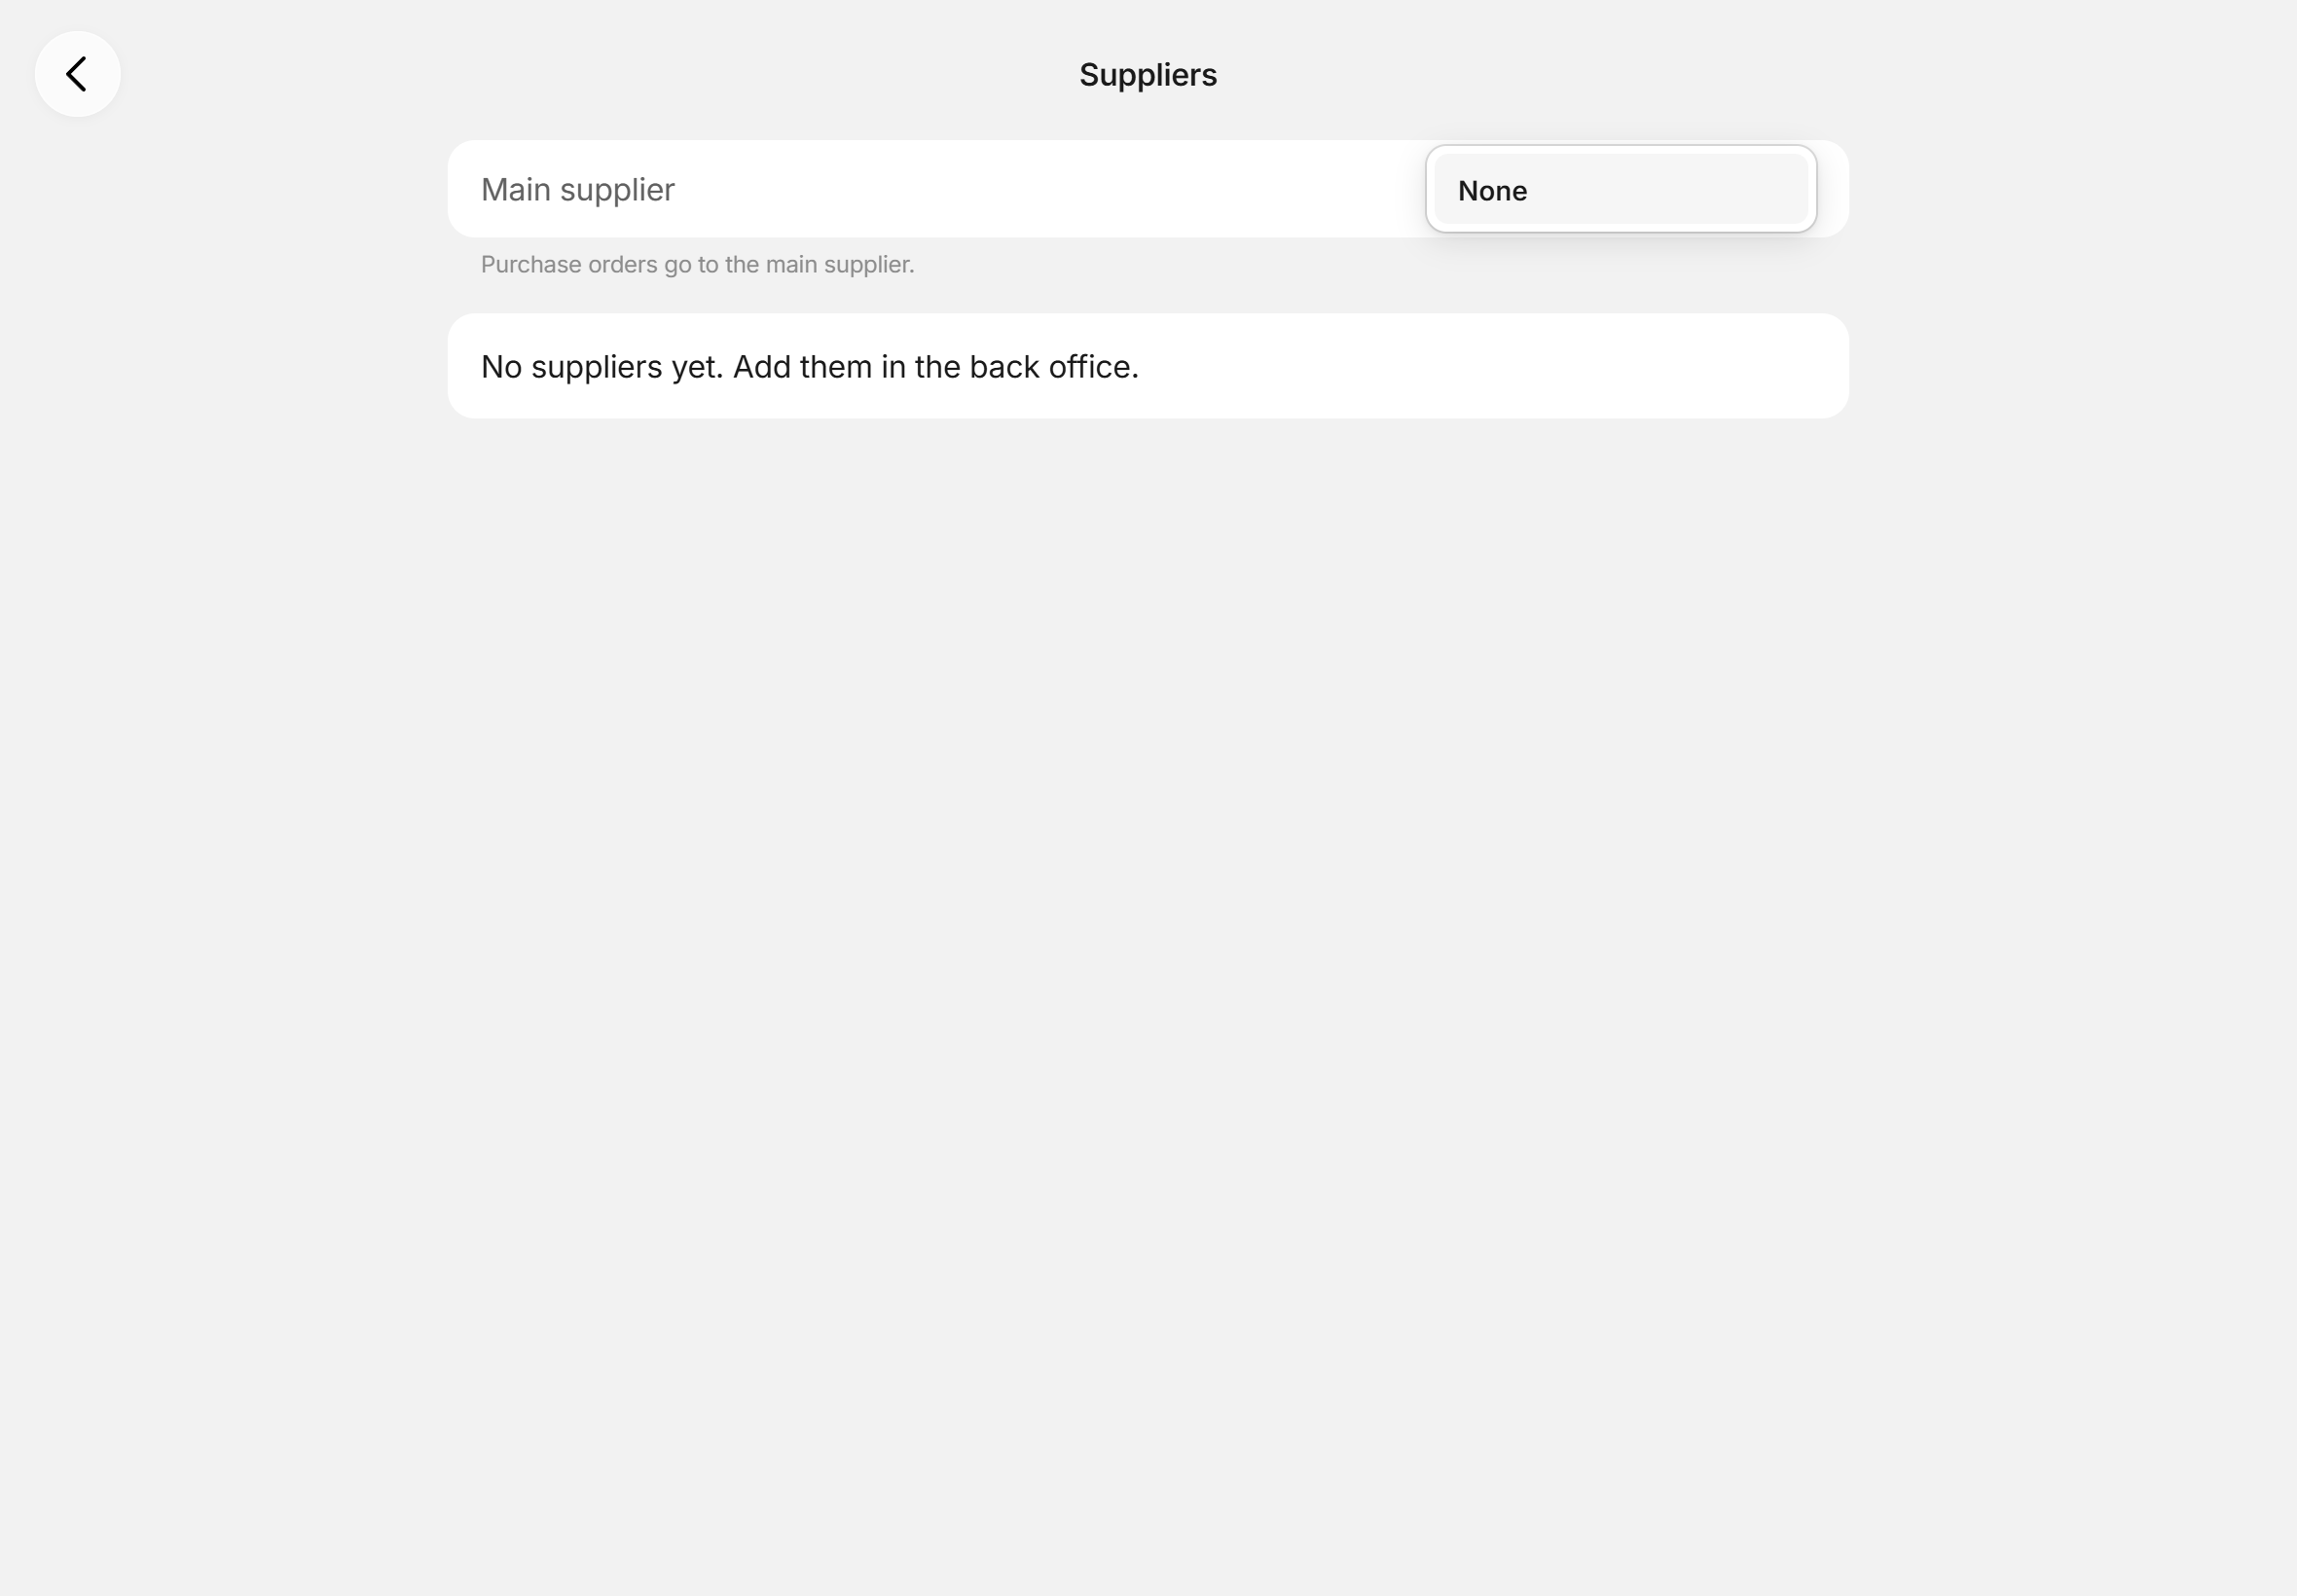 Suppliers
Main supplier
None
Purchase orders go to the main supplier.
No suppliers yet. Add them in the back office.